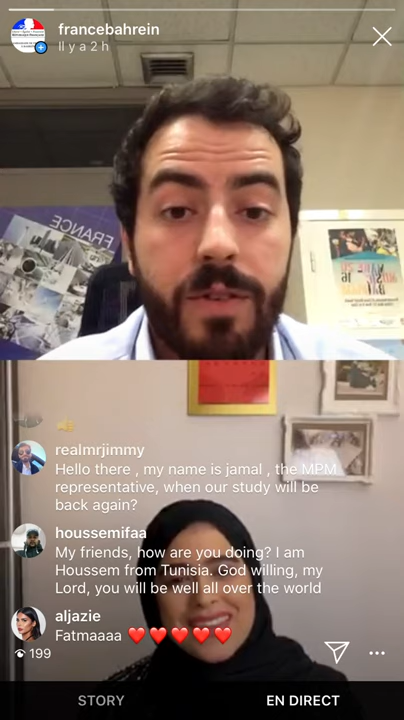 francebahrein
Il y a 2 h
FRANCE
realmrjimmy
Hello there , my name is jamal , the MPM
representative, when our study will be
back again?
houssemifaa
My friends, how are you doing? I am
Houssem from Tunisia. God willing, my
Lord, you will be well all over the world
aljazie
Fatmaaaa ❤️❤️❤️❤️❤️
199
STORY
EN DIRECT